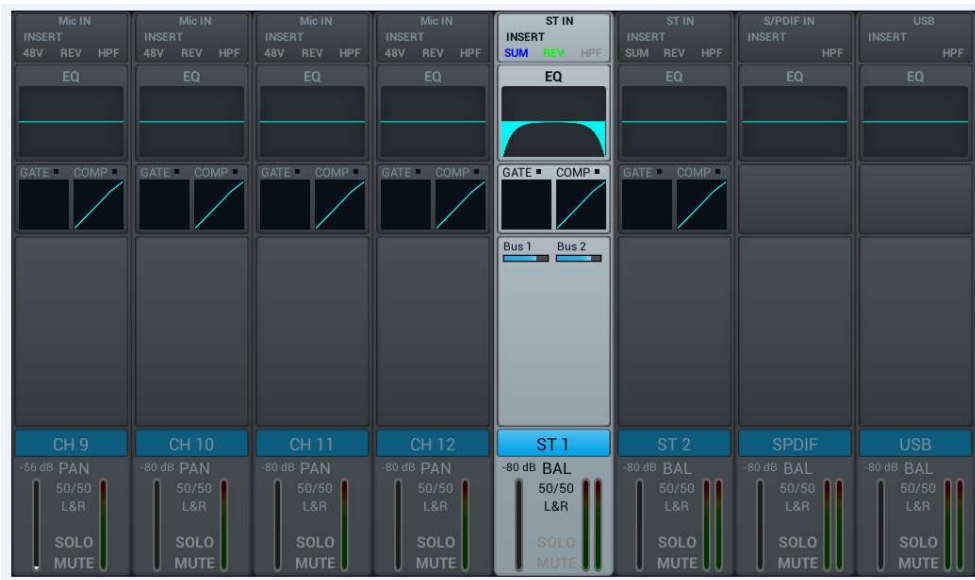 Mic IN Mic IN Mic IN Mic IN ST IN ST IN S/PDIF IN USB
INSERT INSERT INSERT INSERT INSERT INSERT INSERT INSERT
48V REV HPF 48V REV HPF 48V REV HPF 48V REV HPF SUM REV HPF SUM REV HPF HPF HPF
EQ EQ EQ EQ EQ EQ EQ EQ
GATE COMP GATE COMP GATE COMP GATE COMP GATE COMP GATE COMP
Bus 1 Bus 2
CH 9 CH 10 CH 11 CH 12 ST 1 ST 2 SPDIF USB
-56 dB PAN -80 dB PAN -80 dB PAN -80 dB PAN -80 dB BAL -80 dB BAL -80 dB BAL -80 dB BAL
50/50 50/50 50/50 50/50 50/50 50/50 50/50 50/50
L&R L&R L&R L&R L&R L&R L&R L&R
SOLO SOLO SOLO SOLO SOLO SOLO SOLO SOLO
MUTE MUTE MUTE MUTE MUTE MUTE MUTE MUTE